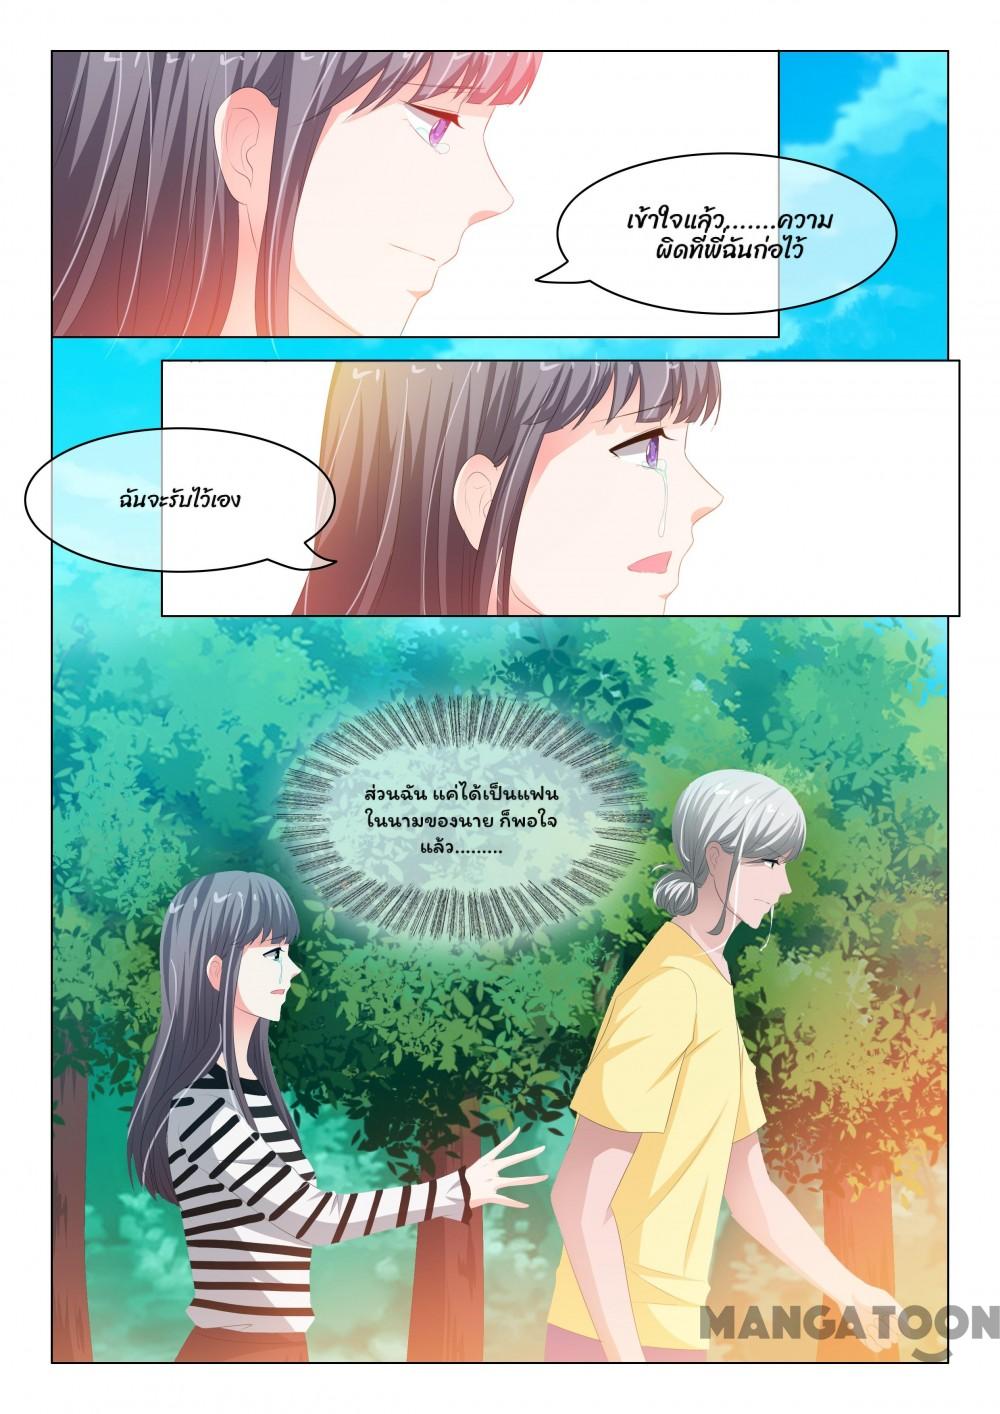 เข้าใจแล้ว.......ความ
ผิดที่พี่ฉันก่อไว้
ฉันจะรับไว้เอง
ส่วนฉัน แค่ได้เป็นแฟน
ในนามของนาย ก็พอใจ
แล้ว.........
MANGATOON